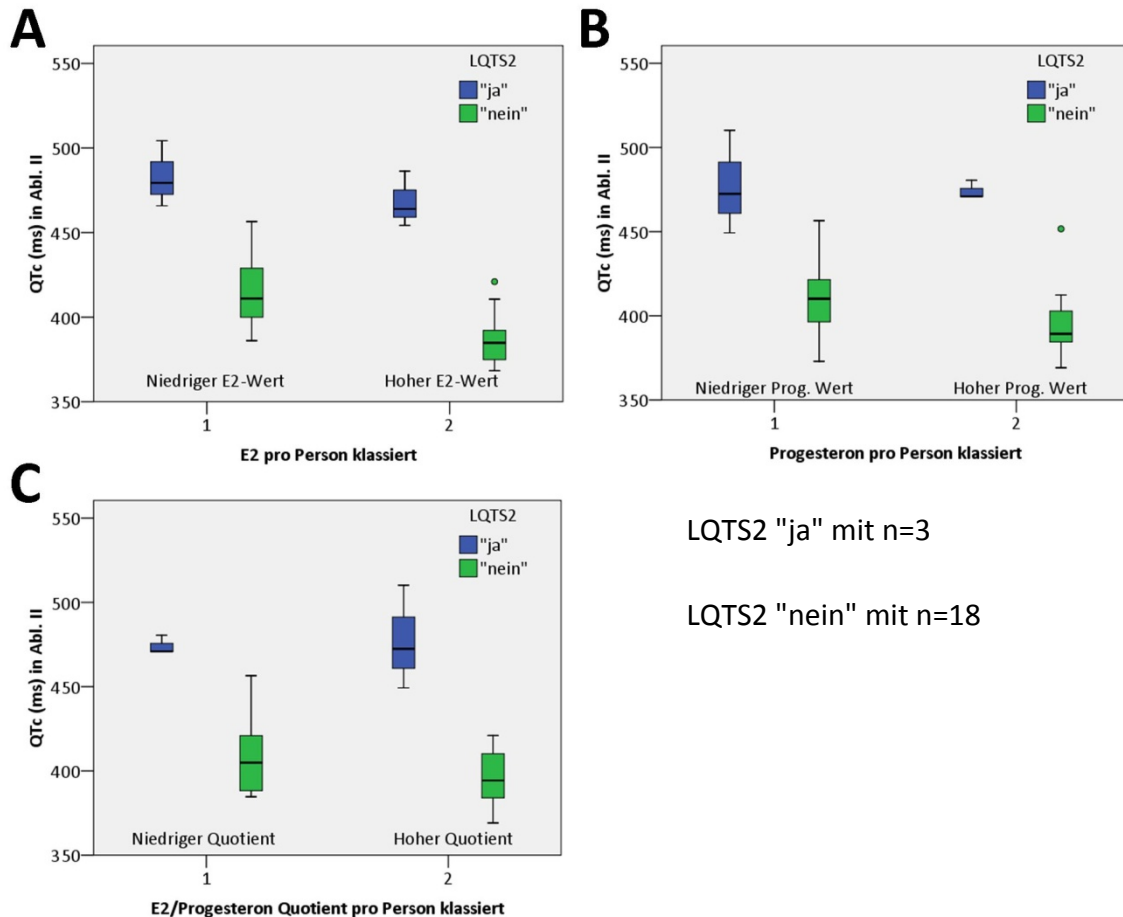 A
LQTS2
"ja"
"nein"
550
500
450
400
350
QTc (ms) in Abl. II
Niedriger E2-Wert
Hoher E2-Wert
1
2
E2 pro Person klassiert
B
LQTS2
"ja"
"nein"
550
500
450
400
350
QTc (ms) in Abl. II
Niedriger Prog. Wert
Hoher Prog. Wert
1
2
Progesteron pro Person klassiert
C
LQTS2
"ja"
"nein"
550
500
450
400
350
QTc (ms) in Abl. II
Niedriger Quotient
Hoher Quotient
1
2
E2/Progesteron Quotient pro Person klassiert
LQTS2 "ja" mit n=3
LQTS2 "nein" mit n=18